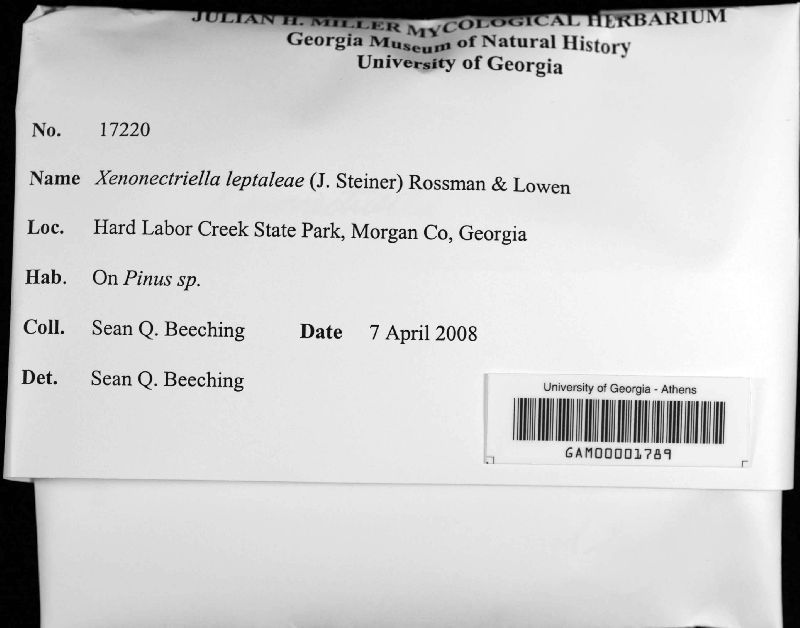 JULIAN H. MILLER MYCOLOGICAL HERBARIUM
Georgia Museum of Natural History
University of Georgia
No. 17220
Name Xenonectriella leptaleae (J. Steiner) Rossman & Lowen
Loc. Hard Labor Creek State Park, Morgan Co, Georgia
Hab. On Pinus sp.
Coll. Sean Q. Beeching Date 7 April 2008
Det. Sean Q. Beeching
University of Georgia - Athens
GAM00001789